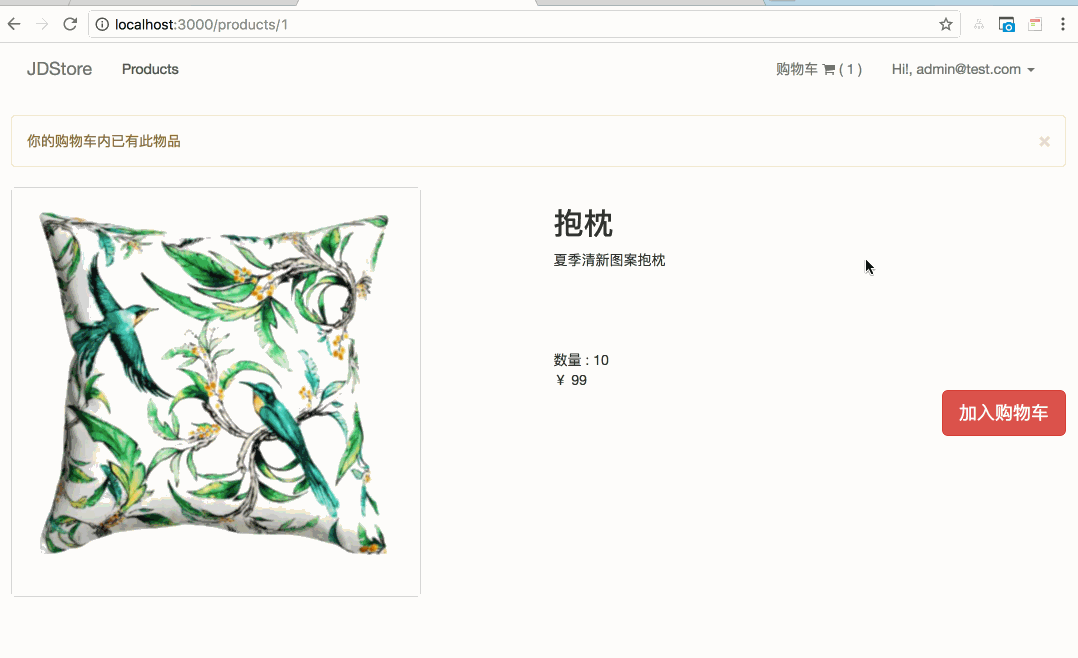 localhost:3000/products/1
JDStore Products 购物车 ( 1 ) Hi!, admin@test.com
你的购物车内已有此物品 ×
抱枕
夏季清新图案抱枕
数量 : 10
￥ 99
加入购物车